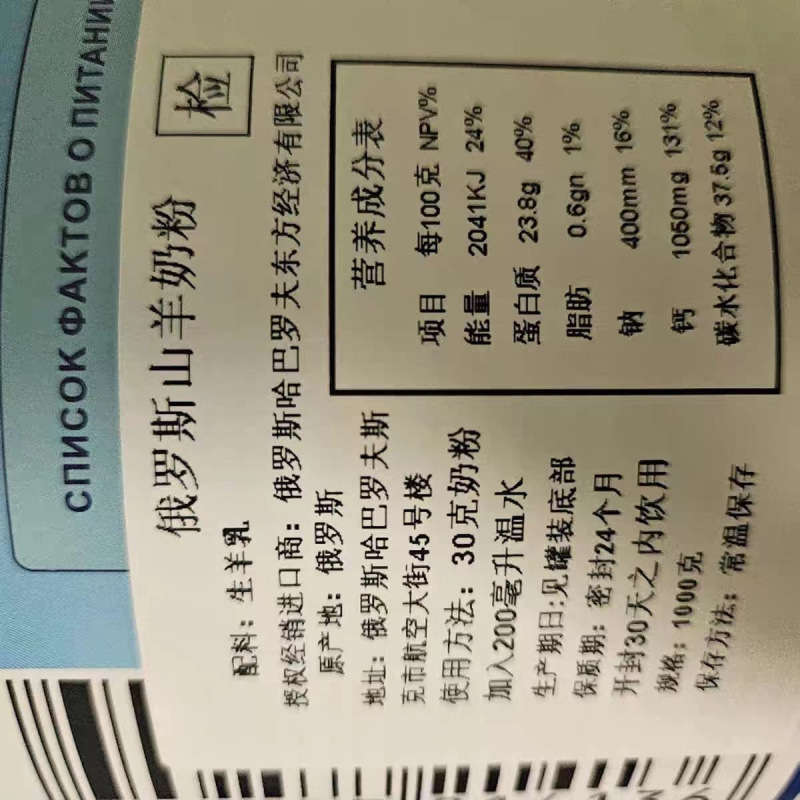 СПИСОК ФАКТОВ О ПИТАНИ
俄罗斯山羊奶粉
检
配料：生羊乳
授权经销进口商：俄罗斯哈巴罗夫东方经济有限公司
原产地：俄罗斯
地址：俄罗斯哈巴罗夫斯
克市航空大街45号楼
使用方法：30克奶粉
加入200毫升温水
生产期日:见罐装底部
保质期：密封24个月
开封30天之内饮用
规格：1000克
保存方法：常温保存
营养成分表
项目 每100克 NPV%
能量 2041KJ 24%
蛋白质 23.8g 40%
脂肪 0.6gn 1%
钠 400mm 16%
钙 1050mg 131%
碳水化合物 37.5g 12%